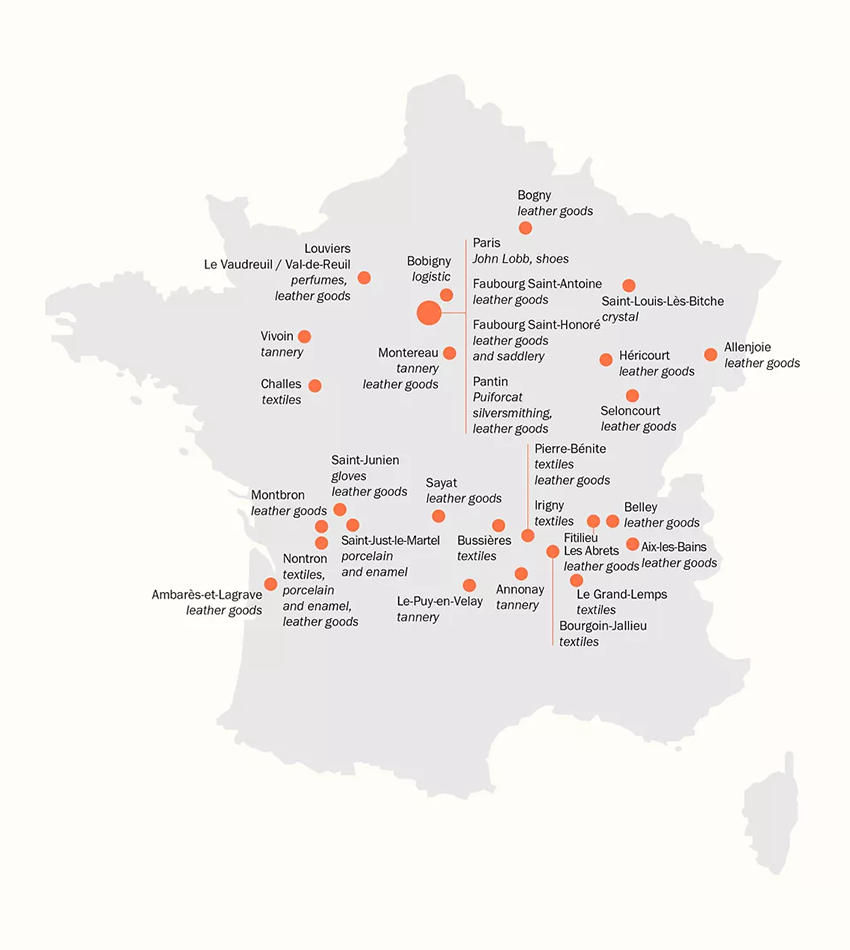 Bogny
leather goods
Louviers
Le Vaudreuil / Val-de-Reuil
perfumes,
leather goods
Bobigny
logistic
Paris
John Lobb, shoes
Faubourg Saint-Antoine
leather goods
Faubourg Saint-Honoré
leather goods
and saddlery
Pantin
Puiforcat
silversmithing,
leather goods
Saint-Louis-Lès-Bitche
crystal
Vivoin
tannery
Montereau
tannery
leather goods
Héricourt
leather goods
Allenjoie
leather goods
Challes
textiles
Seloncourt
leather goods
Pierre-Bénite
textiles
leather goods
Saint-Junien
gloves
leather goods
Sayat
leather goods
Montbron
leather goods
Irigny
textiles
Belley
leather goods
Saint-Just-le-Martel
porcelain
and enamel
Bussières
textiles
Fitilieu
Les Abrets
leather goods
Aix-les-Bains
leather goods
Nontron
textiles,
porcelain
and enamel,
leather goods
Ambarès-et-Lagrave
leather goods
Le-Puy-en-Velay
tannery
Annonay
tannery
Le Grand-Lemps
textiles
Bourgoin-Jallieu
textiles